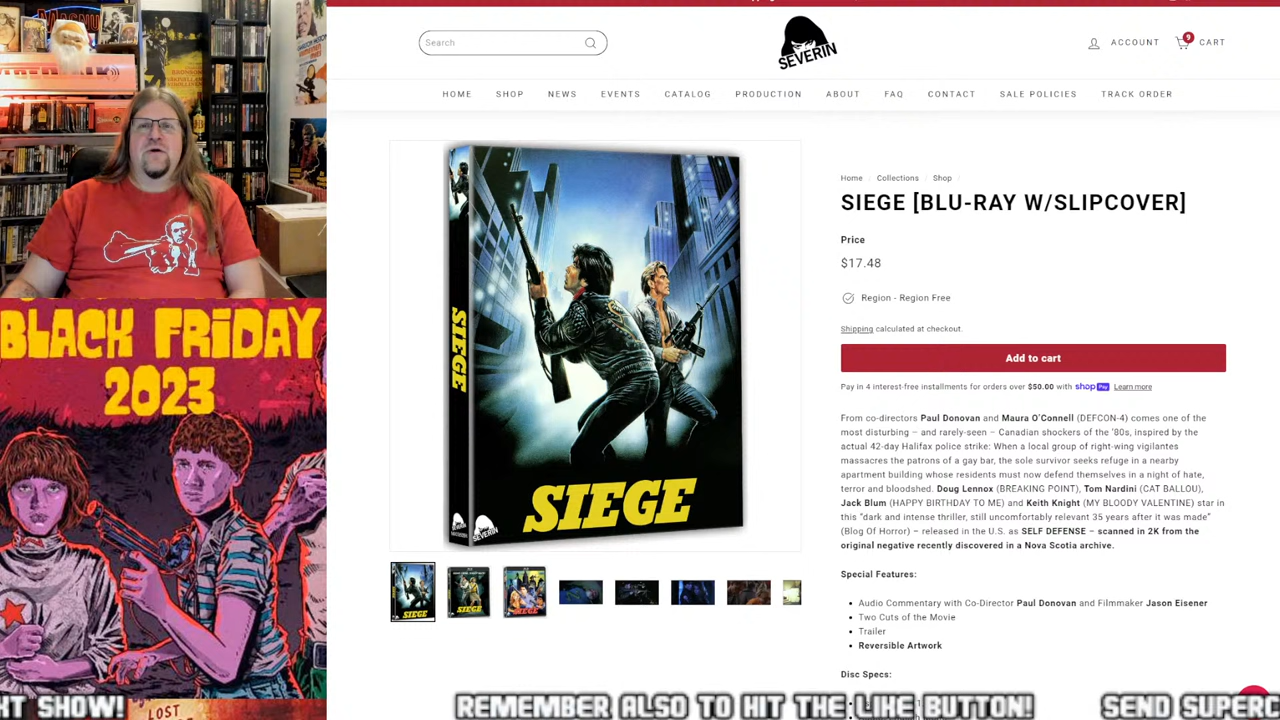 Search
SEVERIN
ACCOUNT
9
CART
HOME
SHOP
NEWS
EVENTS
CATALOG
PRODUCTION
ABOUT
FAQ
CONTACT
SALE POLICIES
TRACK ORDER
Home / Collections / Shop /
SIEGE [BLU-RAY W/SLIPCOVER]
Price
$17.48
Region - Region Free
Shipping calculated at checkout.
Add to cart
Pay in 4 interest-free installments for orders over $50.00 with shop Pay Learn more
From co-directors Paul Donovan and Maura O'Connell (DEFCON-4) comes one of the
most disturbing – and rarely-seen – Canadian shockers of the '80s, inspired by the
actual 42-day Halifax police strike: When a local group of right-wing vigilantes
massacres the patrons of a gay bar, the sole survivor seeks refuge in a nearby
apartment building whose residents must now defend themselves in a night of hate,
terror and bloodshed. Doug Lennox (BREAKING POINT), Tom Nardini (CAT BALLOU),
Jack Blum (HAPPY BIRTHDAY TO ME) and Keith Knight (MY BLOODY VALENTINE) star in
this "dark and intense thriller, still uncomfortably relevant 35 years after it was made"
(Blog Of Horror) – released in the U.S. as SELF DEFENSE – scanned in 2K from the
original negative recently discovered in a Nova Scotia archive.
Special Features:
Audio Commentary with Co-Director Paul Donovan and Filmmaker Jason Eisener
Two Cuts of the Movie
Trailer
Reversible Artwork
Disc Specs:
SIEGE
SIEGE
SEVERIN
SIEGE
SIEGE
SIEGE
BLACK FRIDAY
2023
LOST
HT SHOW!
REMEMBER ALSO TO HIT THE LIKE BUTTON!
SEND SUPERC